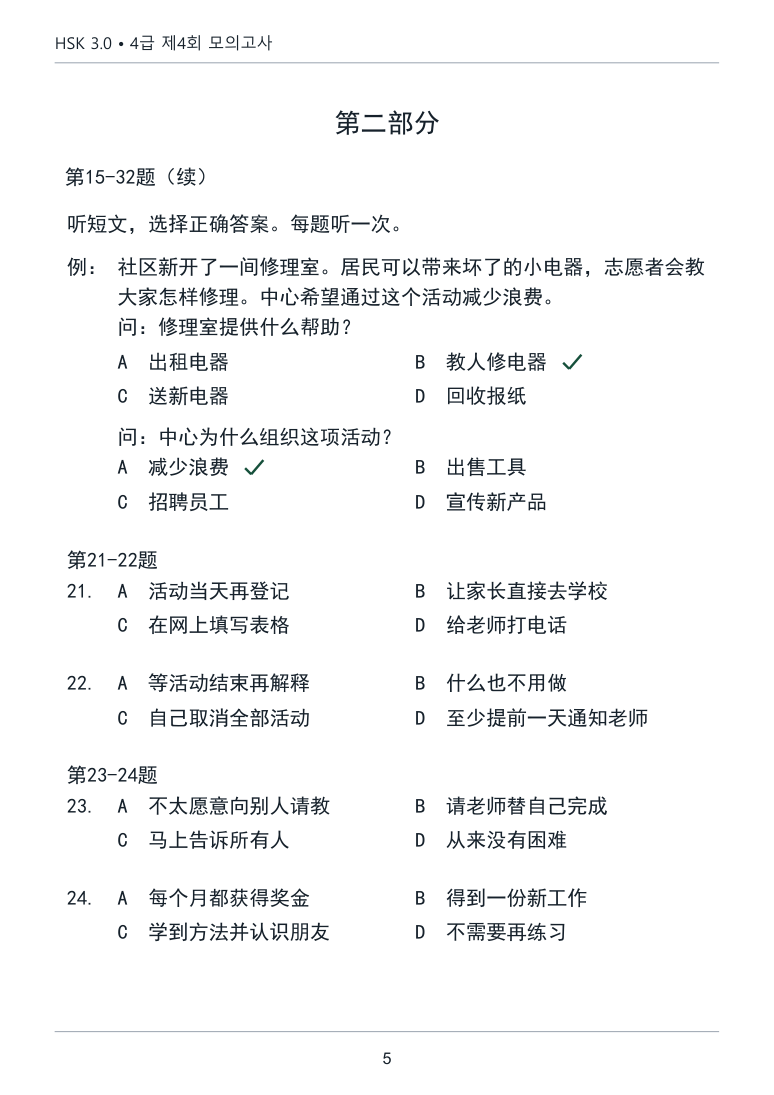 HSK 3.0 • 4급 제4회 모의고사
第二部分
第15-32题（续）
听短文，选择正确答案。每题听一次。
例： 社区新开了一间修理室。居民可以带来坏了的小电器，志愿者会教
大家怎样修理。中心希望通过这个活动减少浪费。
问：修理室提供什么帮助？
A 出租电器 B 教人修电器 ✓
C 送新电器 D 回收报纸
问：中心为什么组织这项活动？
A 减少浪费 ✓ B 出售工具
C 招聘员工 D 宣传新产品
第21-22题
21. A 活动当天再登记 B 让家长直接去学校
C 在网上填写表格 D 给老师打电话
22. A 等活动结束再解释 B 什么也不用做
C 自己取消全部活动 D 至少提前一天通知老师
第23-24题
23. A 不太愿意向别人请教 B 请老师替自己完成
C 马上告诉所有人 D 从来没有困难
24. A 每个月都获得奖金 B 得到一份新工作
C 学到方法并认识朋友 D 不需要再练习
5